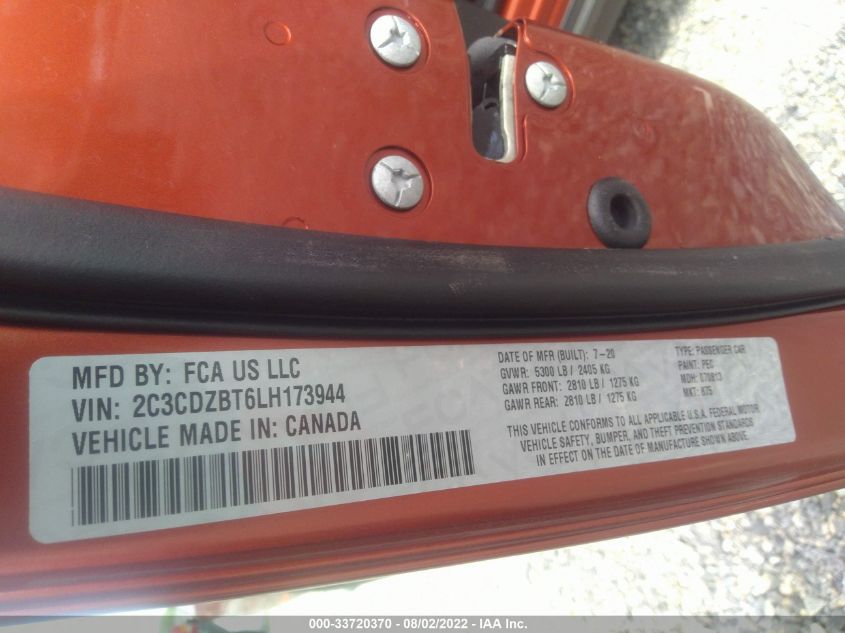 MFD BY: FCA US LLC
VIN: 2C3CDZBT6LH173944
VEHICLE MADE IN: CANADA
DATE OF MFR (BUILT): 7-20
GVWR: 5300 LB / 2405 KG
GAWR FRONT: 2810 LB / 1275 KG
GAWR REAR: 2810 LB / 1275 KG
TYPE: PASSENGER CAR
PAINT: PEC
MDH: 070813
MKT: 875
THIS VEHICLE CONFORMS TO ALL APPLICABLE U.S.A. FEDERAL MOTOR
VEHICLE SAFETY, BUMPER, AND THEFT PREVENTION STANDARDS
IN EFFECT ON THE DATE OF MANUFACTURE SHOWN ABOVE.
000-33720370 - 08/02/2022 - IAA Inc.